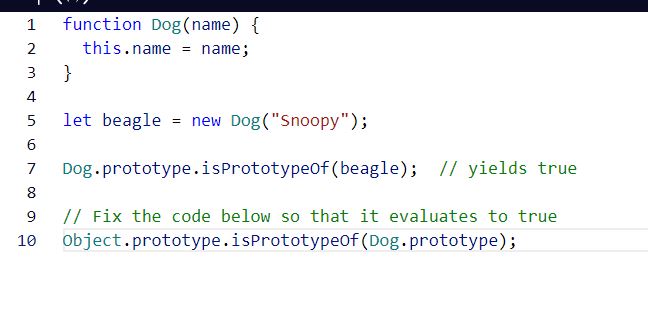 1 function Dog(name) {
2   this.name = name;
3 }
4
5 let beagle = new Dog("Snoopy");
6
7 Dog.prototype.isPrototypeOf(beagle);  // yields true
8
9 // Fix the code below so that it evaluates to true
10 Object.prototype.isPrototypeOf(Dog.prototype);